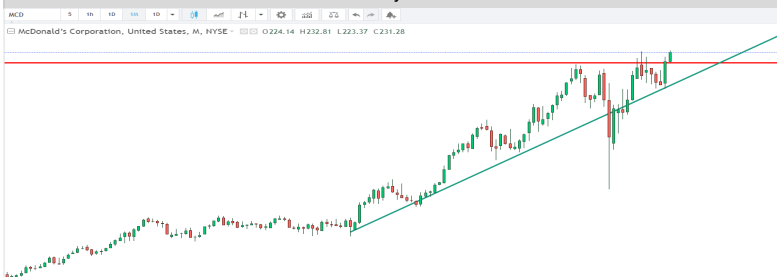 MCD 5 1h 1D 1M 1D
McDonald's Corporation, United States, M, NYSE O224.14 H232.81 L223.37 C231.28